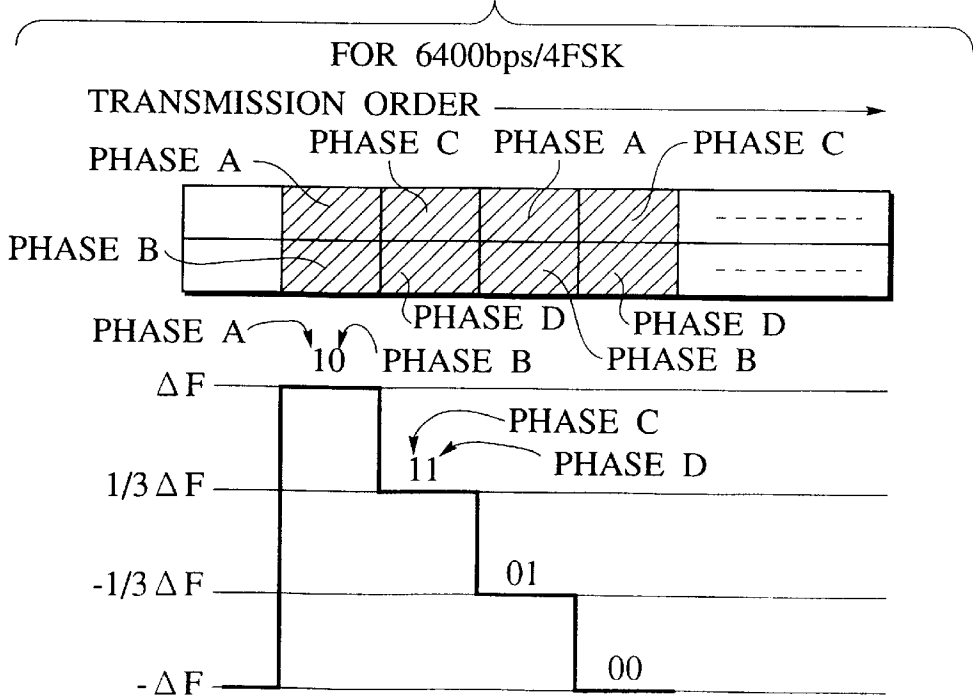 FOR 6400bps/4FSK
TRANSMISSION ORDER
PHASE A
PHASE C
PHASE A
PHASE C
PHASE B
PHASE D
PHASE B
PHASE D
PHASE A
10
PHASE B
ΔF
PHASE C
11
PHASE D
1/3 ΔF
01
-1/3 ΔF
00
-ΔF